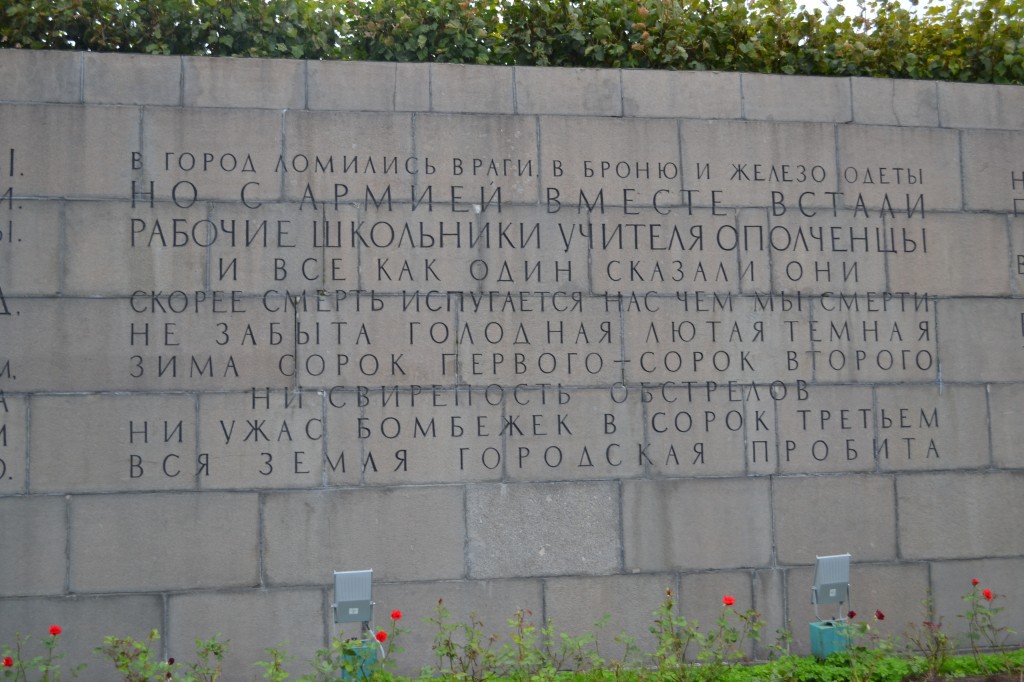 В ГОРОД ЛОМИЛИСЬ ВРАГИ, В БРОНЮ И ЖЕЛЕЗО ОДЕТЫ
НО С АРМИЕЙ ВМЕСТЕ ВСТАЛИ
РАБОЧИЕ ШКОЛЬНИКИ УЧИТЕЛЯ ОПОЛЧЕНЦЫ
И ВСЕ КАК ОДИН СКАЗАЛИ ОНИ
СКОРЕЕ СМЕРТЬ ИСПУГАЕТСЯ НАС ЧЕМ МЫ СМЕРТИ
НЕ ЗАБЫТА ГОЛОДНАЯ ЛЮТАЯ ТЕМНАЯ
ЗИМА СОРОК ПЕРВОГО–СОРОК ВТОРОГО
НИ СВИРЕПОСТЬ ОБСТРЕЛОВ
НИ УЖАС БОМБЕЖЕК В СОРОК ТРЕТЬЕМ
ВСЯ ЗЕМЛЯ ГОРОДСКАЯ ПРОБИТА